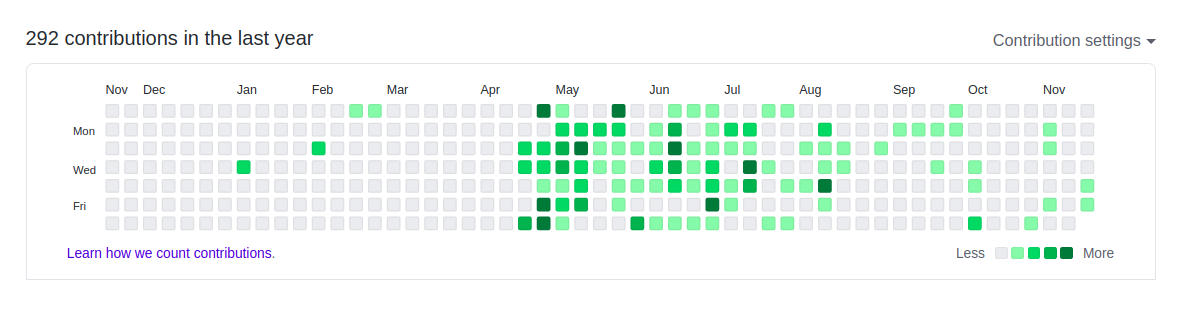 292 contributions in the last year
Contribution settings
Nov Dec Jan Feb Mar Apr May Jun Jul Aug Sep Oct Nov
Mon
Wed
Fri
Learn how we count contributions.
Less More